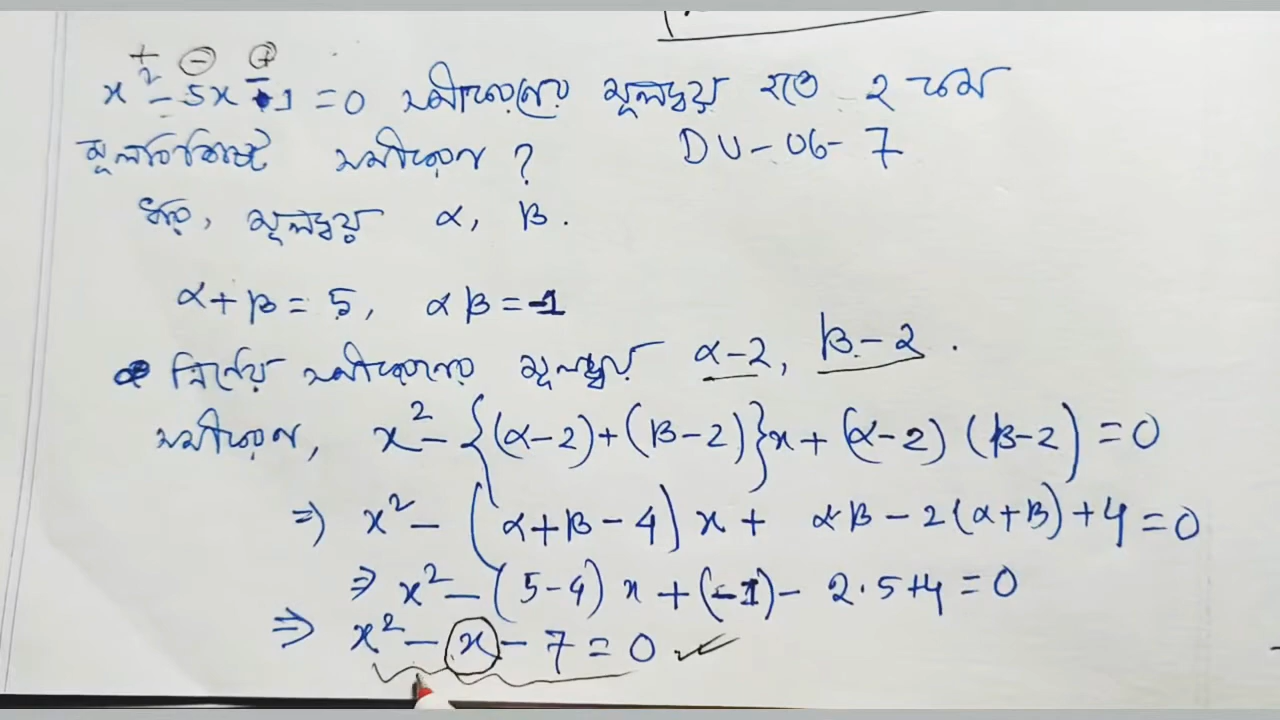 + ⊖ ⊕
x² - 5x - 1 = 0 সমীকরণের মূলদ্বয় হতে ২ কম
মূলবিশিষ্ট সমীকরণ ? DU-06-7
ধরি, মূলদ্বয় α, β.
α+β = 5, αβ = -1
নির্ণেয় সমীকরণের মূলদ্বয় α-2, β-2.
সমীকরণ, x² - {(α-2)+(β-2)}x + (α-2)(β-2) = 0
⇒ x² - (α+β-4)x + αβ - 2(α+β) + 4 = 0
⇒ x² - (5-4)x + (-1) - 2·5+4 = 0
⇒ x² - x - 7 = 0 ✓